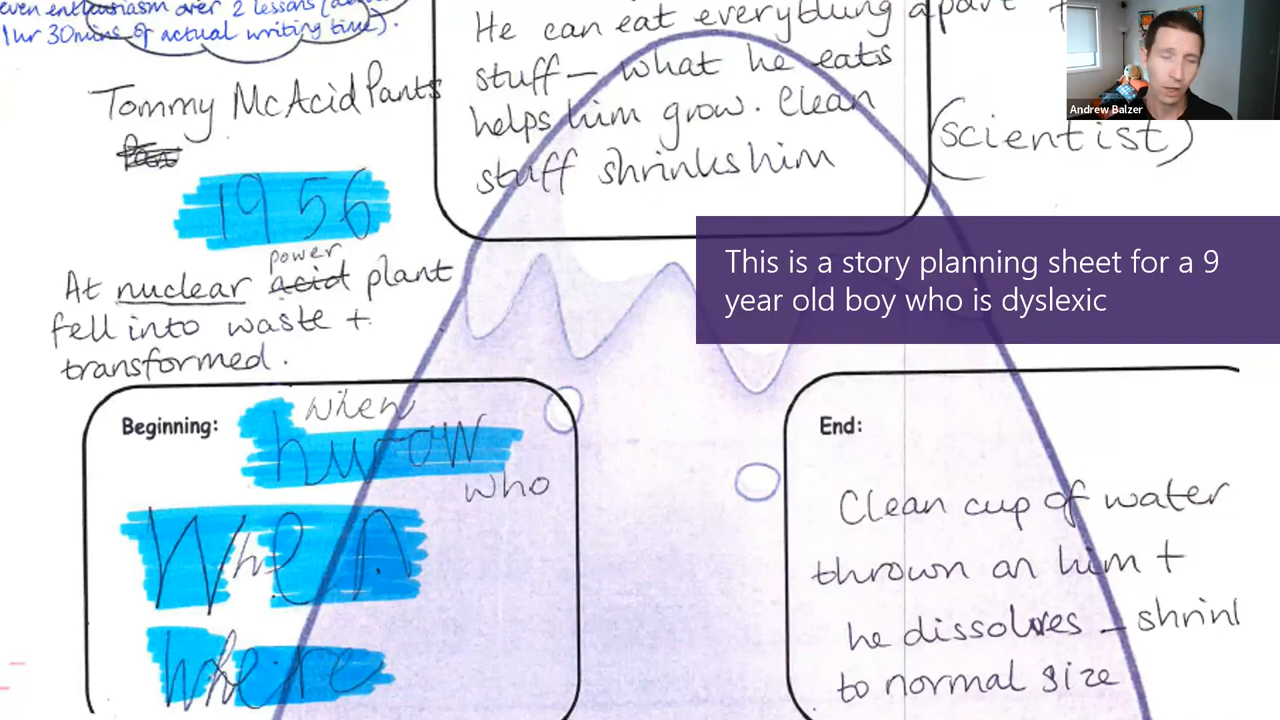 even enthusiasm over 2 lessons
1hr 30mins of actual writing time).
Tommy McAcidPants
1956
power
At nuclear acid plant
fell into waste +
transformed.
He can eat everything apart
stuff – what he eats
helps him grow. Clean
stuff shrinks him
(scientist)
Andrew Balzer
This is a story planning sheet for a 9
year old boy who is dyslexic
Beginning:
when
who
When
where
End:
Clean cup of water
thrown on him +
he dissolves – shrink
to normal size